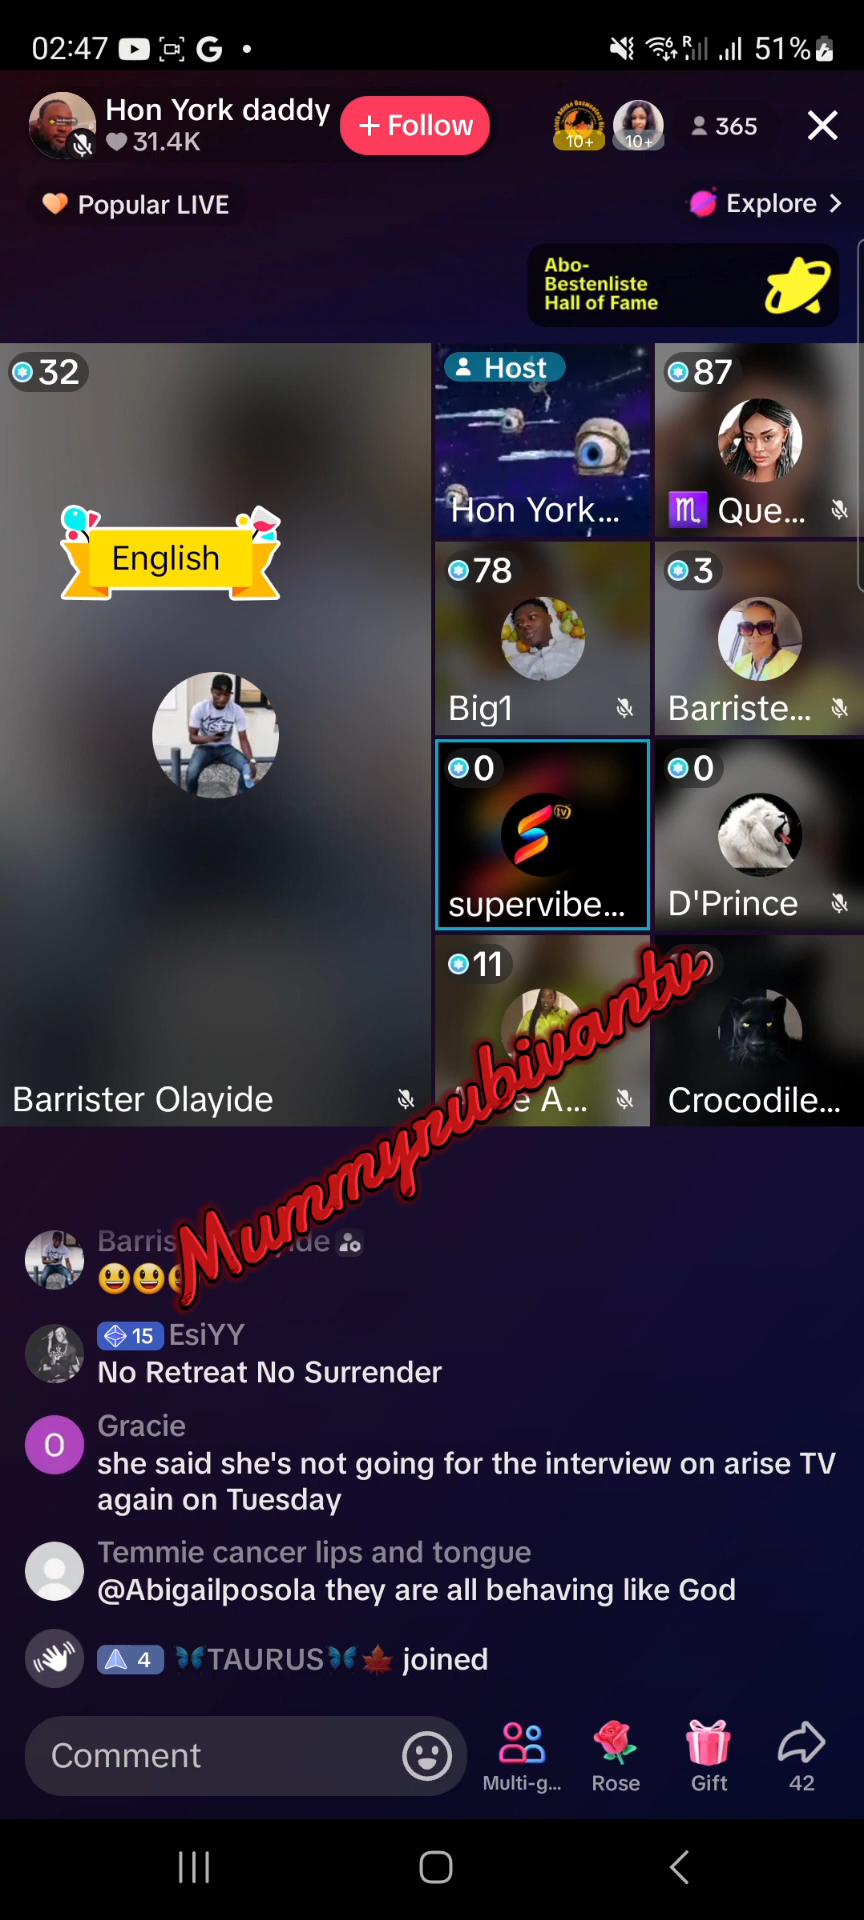 02:47
51%
Hon York daddy
31.4K
+ Follow
10+
10+
365
Popular LIVE
Explore
Abo-
Bestenliste
Hall of Fame
32
English
Barrister Olayide
Host
Hon York...
87
Que...
78
Big1
3
Barriste...
0
tv
supervibe...
0
D'Prince
11
e A...
Crocodile...
Mummyrubivantv
😃😃
15 EsiYY
No Retreat No Surrender
O
Gracie
she said she's not going for the interview on arise TV
again on Tuesday
Temmie cancer lips and tongue
@Abigailposola they are all behaving like God
4 🦋TAURUS🦋🍁 joined
Comment
Multi-g...
Rose
Gift
42